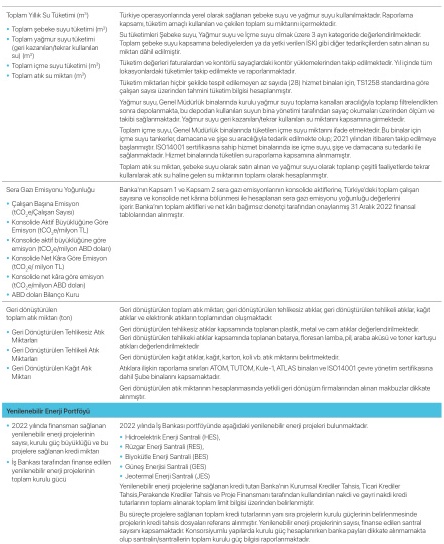 Toplam Yıllık Su Tüketimi (m³)
• Toplam şebeke suyu tüketimi (m³)
• Toplam yağmur suyu tüketimi
(geri kazanılan/tekrar kullanılan
su) (m³)
• Toplam içme suyu tüketimi (m³)
• Toplam atık su miktarı (m³)
Türkiye operasyonlarında yerel olarak sağlanan şebeke suyu ve yağmur suyu kullanılmaktadır. Raporlama
kapsamı, tüketim amaçlı kullanılan ve çekilen toplam su miktarını içermektedir.
Su tüketimleri Şebeke suyu, Yağmur suyu ve İçme suyu olmak üzere 3 ayrı kategoride değerlendirilmektedir.
Toplam şebeke suyu kapsamına belediyelerden ya da yetki verilen İSKİ gibi diğer tedarikçilerden satın alınan su
miktarı dâhil edilmiştir.
Tüketim değerleri faturalardan ve kontörlü sayaçlardaki kontör yüklemelerinden takip edilmektedir. Yıl içinde tüm
lokasyonlardaki tüketimler takip edilmekte ve raporlanmaktadır.
Tüketim miktarları hiçbir şekilde tespit edilemeyen az sayıda (28) hizmet binaları için, TS1258 standardına göre
çalışan sayısı üzerinden tahmini tüketim bilgisi hesaplanmıştır.
Yağmur suyu, Genel Müdürlük binalarında kurulu yağmur suyu toplama kanalları aracılığıyla toplanıp filtrelendikten
sonra depolanmakta, bu depodan kullanılan suyun bina yönetimi tarafından sayaç okumaları üzerinden ölçüm ve
takibi sağlanmaktadır. Yağmur suyu geri kazanılan/tekrar kullanılan su miktarını kapsamına girmektedir.
Toplam içme suyu, Genel Müdürlük binalarında tüketilen içme suyu miktarını ifade etmektedir. Bu binalar için
içme suyu tankerler, damacana ve şişe su aracılığıyla tedarik edilmekte olup; 2021 yılından itibaren takip edilmeye
başlanmıştır. ISO14001 sertifikasına sahip hizmet binalarında ise içme suyu, şişe ve damacana su tedariki ile
sağlanmaktadır. Hizmet binalarında tüketilen su raporlama kapsamına alınmamıştır.
Toplam atık su miktarı, şebeke suyu olarak satın alınan ve yağmur suyu olarak toplanıp çeşitli faaliyetlerde tekrar
kullanılarak atık su haline gelen su miktarının toplamı olarak hesaplanmıştır.
Sera Gazı Emisyonu Yoğunluğu
• Çalışan Başına Emisyon
(tCO₂e/Çalışan Sayısı)
• Konsolide Aktif Büyüklüğüne Göre
Emisyon (tCO₂e/milyon TL)
• Konsolide aktif büyüklüğüne göre
emisyon (tCO₂e/milyon ABD doları)
• Konsolide Net Kâra Göre Emisyon
(tCO₂e/ milyon TL)
• Konsolide net kâra göre emisyon
(tCO₂e/milyon ABD doları)
• ABD doları Bilanço Kuru
Banka'nın Kapsam 1 ve Kapsam 2 sera gazı emisyonlarının konsolide aktiflerine, Türkiye'deki toplam çalışan
sayısına ve konsolide net kârına bölünmesi ile hesaplanan sera gazı emisyonu yoğunluğu değerlerini
içerir. Banka'nın toplam aktifleri ve net kârı bağımsız denetçi tarafından onaylanmış 31 Aralık 2022 finansal
tablolarından alınmıştır.
Geri dönüştürülen
toplam atık miktarı (ton)
• Geri Dönüştürülen Tehlikesiz Atık
Miktarları
• Geri Dönüştürülen Tehlikeli Atık
Miktarları
• Geri Dönüştürülen Kağıt Atık
Miktarı
Geri dönüştürülen toplam atık miktarı; geri dönüştürülen tehlikesiz atıklar, geri dönüştürülen tehlikeli atıklar, kağıt
atıklar ve elektronik atıkların toplamından oluşmaktadır.
Geri dönüştürülen tehlikesiz atıklar kapsamında toplanan plastik, metal ve cam atıklar değerlendirilmektedir.
Geri dönüştürülen tehlikeli atıklar kapsamında toplanan batarya, floresan lamba, pil, araba aküsü ve toner kartuşu
atıkları değerlendirilmektedir
Geri dönüştürülen kağıt atıklar, kağıt, karton, koli vb. atık miktarını belirtmektedir.
Atıklara ilişkin raporlama sınırları ATOM, TUTOM, Kule-1, ATLAS binaları ve ISO14001 çevre yönetim sertifikasına
dahil Şube binalarını kapsamaktadır.
Geri dönüştürülen atık miktarının hesaplanmasında yetkili geri dönüşüm firmalarından alınan makbuzlar dikkate
alınmıştır.
Yenilenebilir Enerji Portföyü
• 2022 yılında finansman sağlanan
yenilenebilir enerji projelerinin
sayısı, kurulu güç büyüklüğü ve bu
projelere sağlanan kredi miktarı
• İş Bankası tarafından finanse edilen
yenilenebilir enerji projelerinin
toplam kurulu gücü
2022 yılında İş Bankası portföyünde aşağıdaki yenilenebilir enerji projeleri bulunmaktadır.
• Hidroelektrik Enerji Santrali (HES),
• Rüzgar Enerji Santrali (RES),
• Biyokütle Enerji Santrali (BES)
• Güneş Enerjisi Santrali (GES)
• Jeotermal Enerji Santrali (JES)
Yenilenebilir enerji projelerine sağlanan kredi tutarı Banka'nın Kurumsal Krediler Tahsis, Ticari Krediler
Tahsis,Perakende Krediler Tahsis ve Proje Finansmanı tarafından kullandırılan nakdi ve gayri nakdi kredi
tutarlarının toplamı alınarak toplam limit bilgisi üzerinden belirlenmiştir.
Bu süreçte projelere sağlanan toplam kredi tutarlarının yanı sıra projelerin kurulu güçlerinin belirlenmesinde
projelerin kredi tahsis dosyaları referans alınmıştır. Yenilenebilir enerji projelerinin sayısı, finanse edilen santral
sayısını kapsamaktadır. Konsorsiyumlu yapılarda kurulu güç hesaplanırken banka payları dikkate alınmamakta
olup santralin/santrallerin toplam kurulu güç bilgisi raporlanmaktadır.